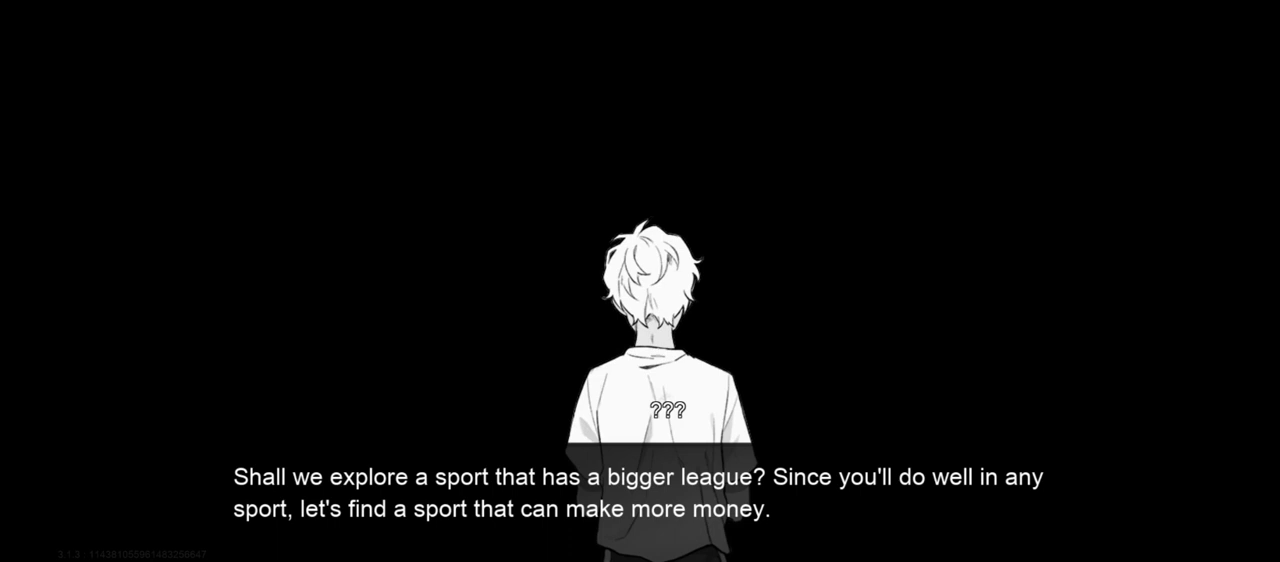 ???
Shall we explore a sport that has a bigger league? Since you'll do well in any
sport, let's find a sport that can make more money.